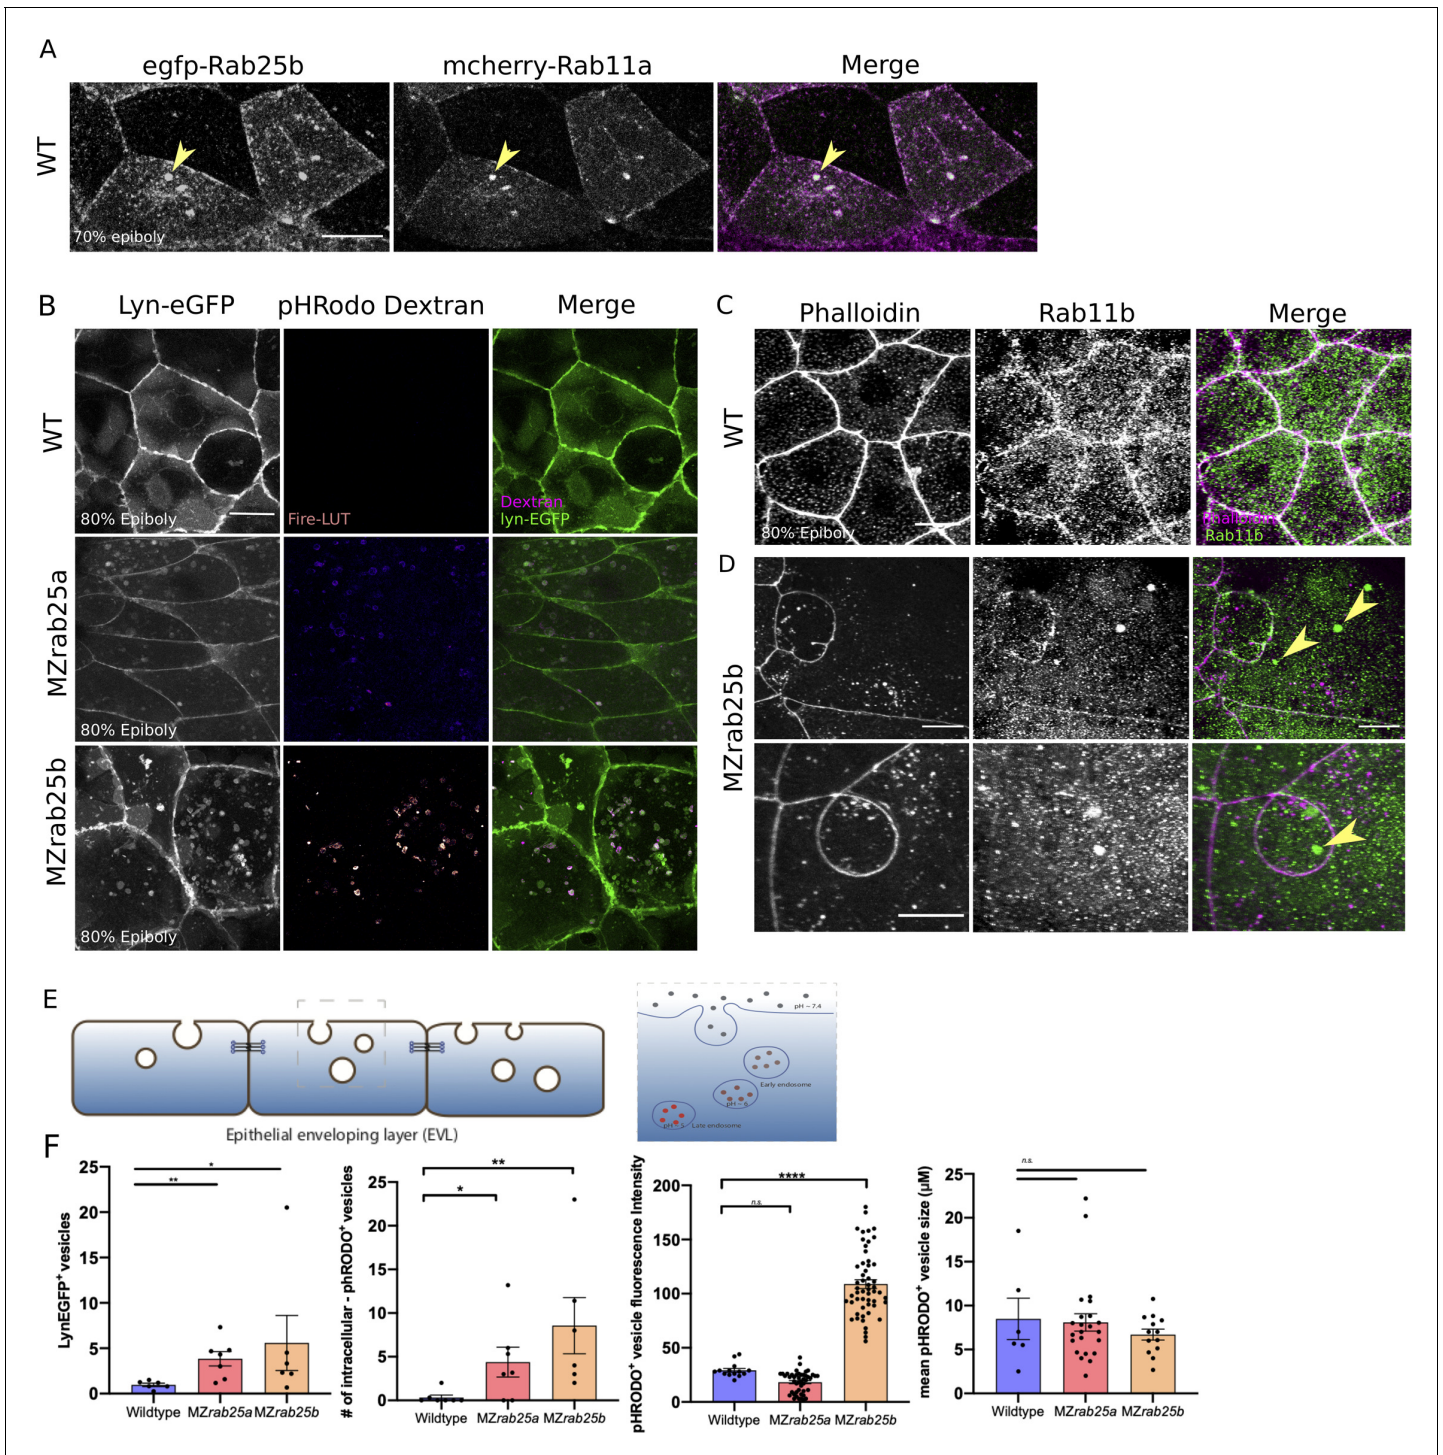 A
egfp-Rab25b
mcherry-Rab11a
Merge
WT
70% epiboly
B
Lyn-eGFP
pHRodo Dextran
Merge
WT
80% Epiboly
Fire-LUT
Dextran
lyn-EGFP
MZrab25a
80% Epiboly
MZrab25b
80% Epiboly
C
Phalloidin
Rab11b
Merge
WT
80% Epiboly
Phalloidin
Rab11b
D
MZrab25b
E
Epithelial enveloping layer (EVL)
pH ~ 7.4
Early endosome
pH ~ 6
Late endosome
F
LynEGFP+ vesicles
25
20
15
10
5
0
*
**
Wildtype
MZrab25a
MZrab25b
# of intracellular - phRODO+ vesicles
25
20
15
10
5
0
**
*
Wildtype
MZrab25a
MZrab25b
pHRODO+ vesicle fluorescence Intensity
200
150
100
50
0
****
n.s.
Wildtype
MZrab25a
MZrab25b
mean pHRODO+ vesicle size (µM)
25
20
15
10
5
0
n.s.
Wildtype
MZrab25a
MZrab25b